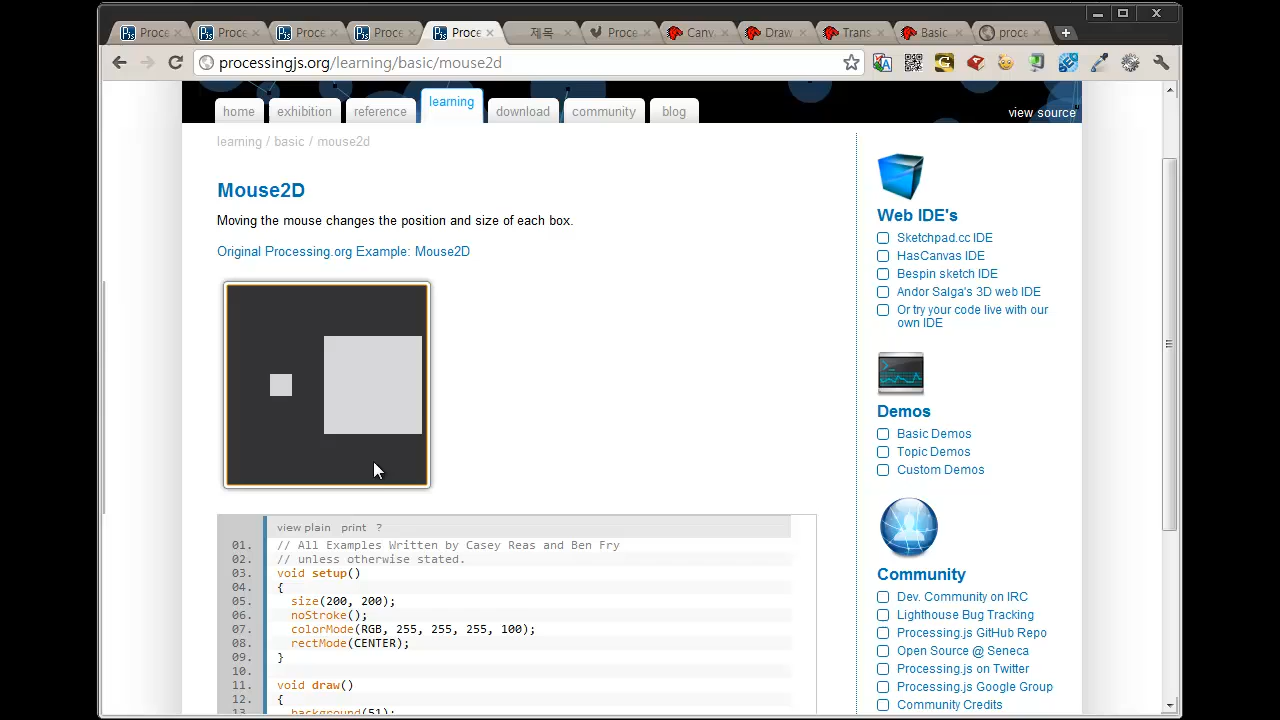 Proce
Proce
Proce
Proce
Proce
제목
Proce
Canv
Draw
Trans
Basic
proce
processingjs.org/learning/basic/mouse2d
home
exhibition
reference
learning
download
community
blog
view source
learning / basic / mouse2d
Mouse2D
Moving the mouse changes the position and size of each box.
Original Processing.org Example: Mouse2D
view plain print ?
01. // All Examples Written by Casey Reas and Ben Fry
02. // unless otherwise stated.
03. void setup()
04. {
05. size(200, 200);
06. noStroke();
07. colorMode(RGB, 255, 255, 255, 100);
08. rectMode(CENTER);
09. }
10.
11. void draw()
12. {
13. background(51);
Web IDE's
Sketchpad.cc IDE
HasCanvas IDE
Bespin sketch IDE
Andor Salga's 3D web IDE
Or try your code live with our
own IDE
Demos
Basic Demos
Topic Demos
Custom Demos
Community
Dev. Community on IRC
Lighthouse Bug Tracking
Processing.js GitHub Repo
Open Source @ Seneca
Processing.js on Twitter
Processing.js Google Group
Community Credits